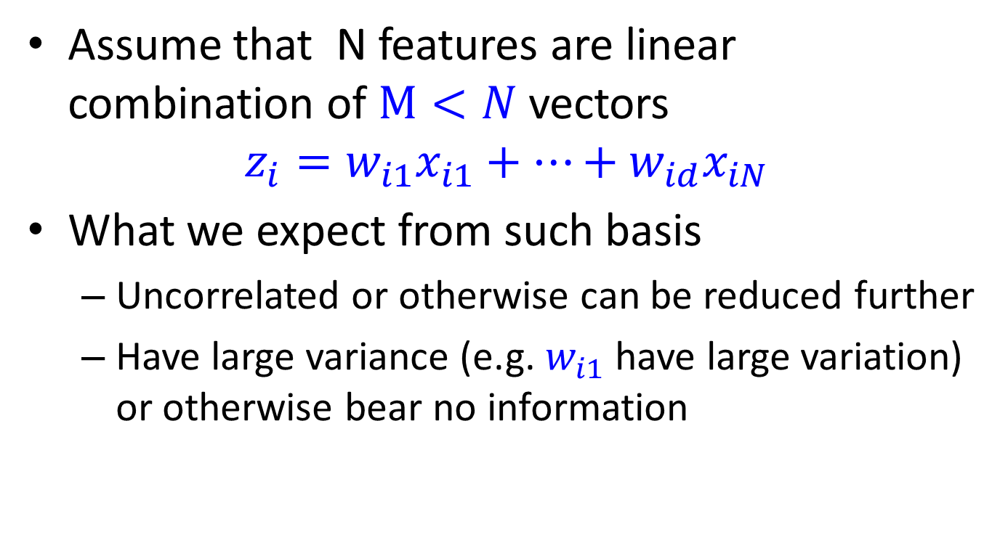 • Assume that N features are linear
combination of M < N vectors
z_i = w_{i1}x_{i1} + ⋯ + w_{id}x_{iN}
• What we expect from such basis
– Uncorrelated or otherwise can be reduced further
– Have large variance (e.g. w_{i1} have large variation)
or otherwise bear no information